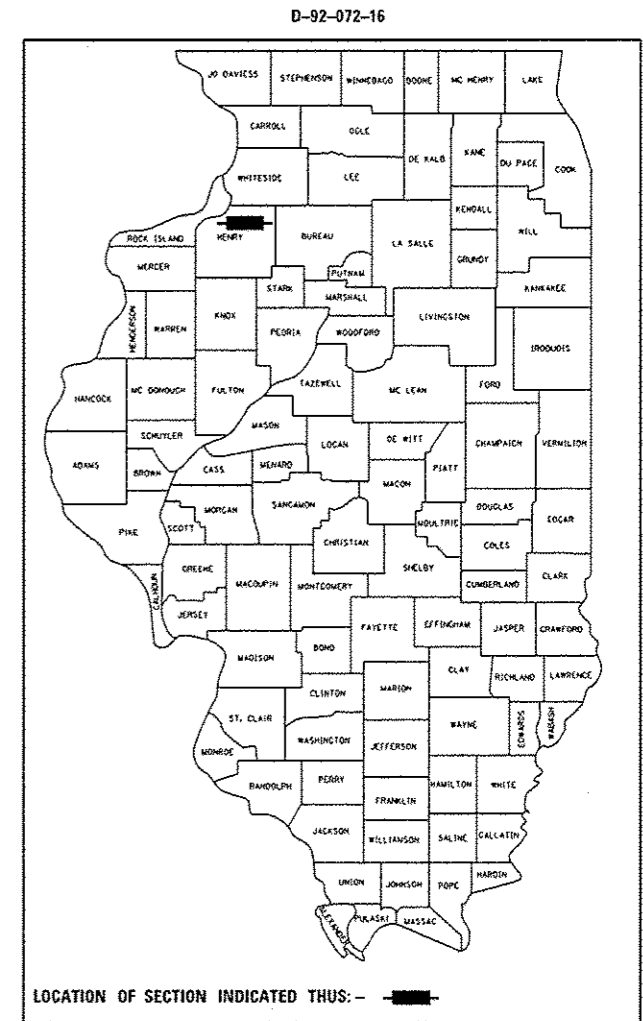 D-92-072-16
JO DAVIESS STEPHENSON WINNEBAGO BOONE MC HENRY LAKE
CARROLL OGLE
DE KALB KANE
DU PAGE COOK
WHITESIDE LEE
KENDALL
WILL
ROCK ISLAND HENRY BUREAU LA SALLE
GRUNDY
MERCER PUTNAM
KANKAKEE
STARK MARSHALL
LIVINGSTON
HENDERSON WARREN KNOX PEORIA WOODFORD
IROQUOIS
HANCOCK MC DONOUGH FULTON TAZEWELL MC LEAN FORD
MASON
SCHUYLER LOGAN DE WITT CHAMPAIGN VERMILION
ADAMS BROWN CASS MENARD PIATT
MACON
MORGAN SANGAMON DOUGLAS
PIKE SCOTT MOULTRIE EDGAR
CHRISTIAN COLES
GREENE SHELBY
CALHOUN MACOUPIN MONTGOMERY CUMBERLAND CLARK
JERSEY
FAYETTE EFFINGHAM JASPER CRAWFORD
MADISON BOND
CLAY RICHLAND LAWRENCE
CLINTON MARION
ST. CLAIR WAYNE EDWARDS WABASH
WASHINGTON JEFFERSON
MONROE
RANDOLPH PERRY HAMILTON WHITE
FRANKLIN
JACKSON WILLIAMSON SALINE GALLATIN
UNION JOHNSON POPE HARDIN
ALEXANDER PULASKI MASSAC
LOCATION OF SECTION INDICATED THUS: -